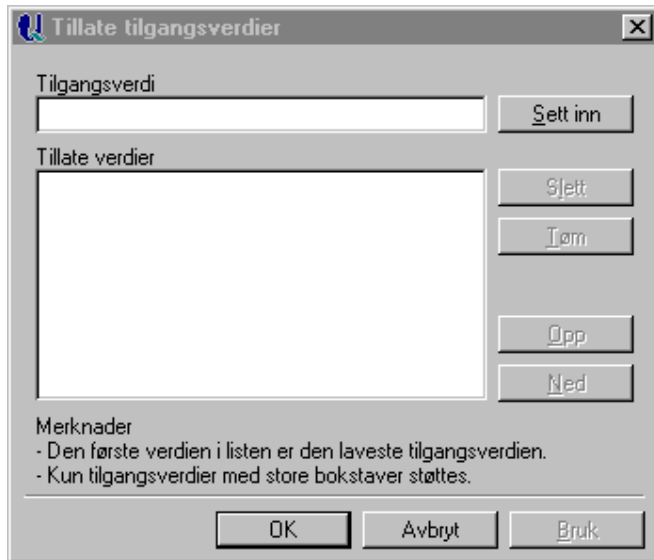 Tillate tilgangsverdier
Tilgangsverdi
Sett inn
Tillate verdier
Slett
Tøm
Opp
Ned
Merknader
- Den første verdien i listen er den laveste tilgangsverdien.
- Kun tilgangsverdier med store bokstaver støttes.
OK
Avbryt
Bruk